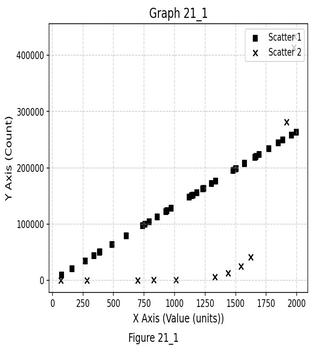 Graph 21_1
Scatter 1
Scatter 2
400000
300000
200000
100000
0
Y Axis (Count)
0 250 500 750 1000 1250 1500 1750 2000
X Axis (Value (units))
Figure 21_1